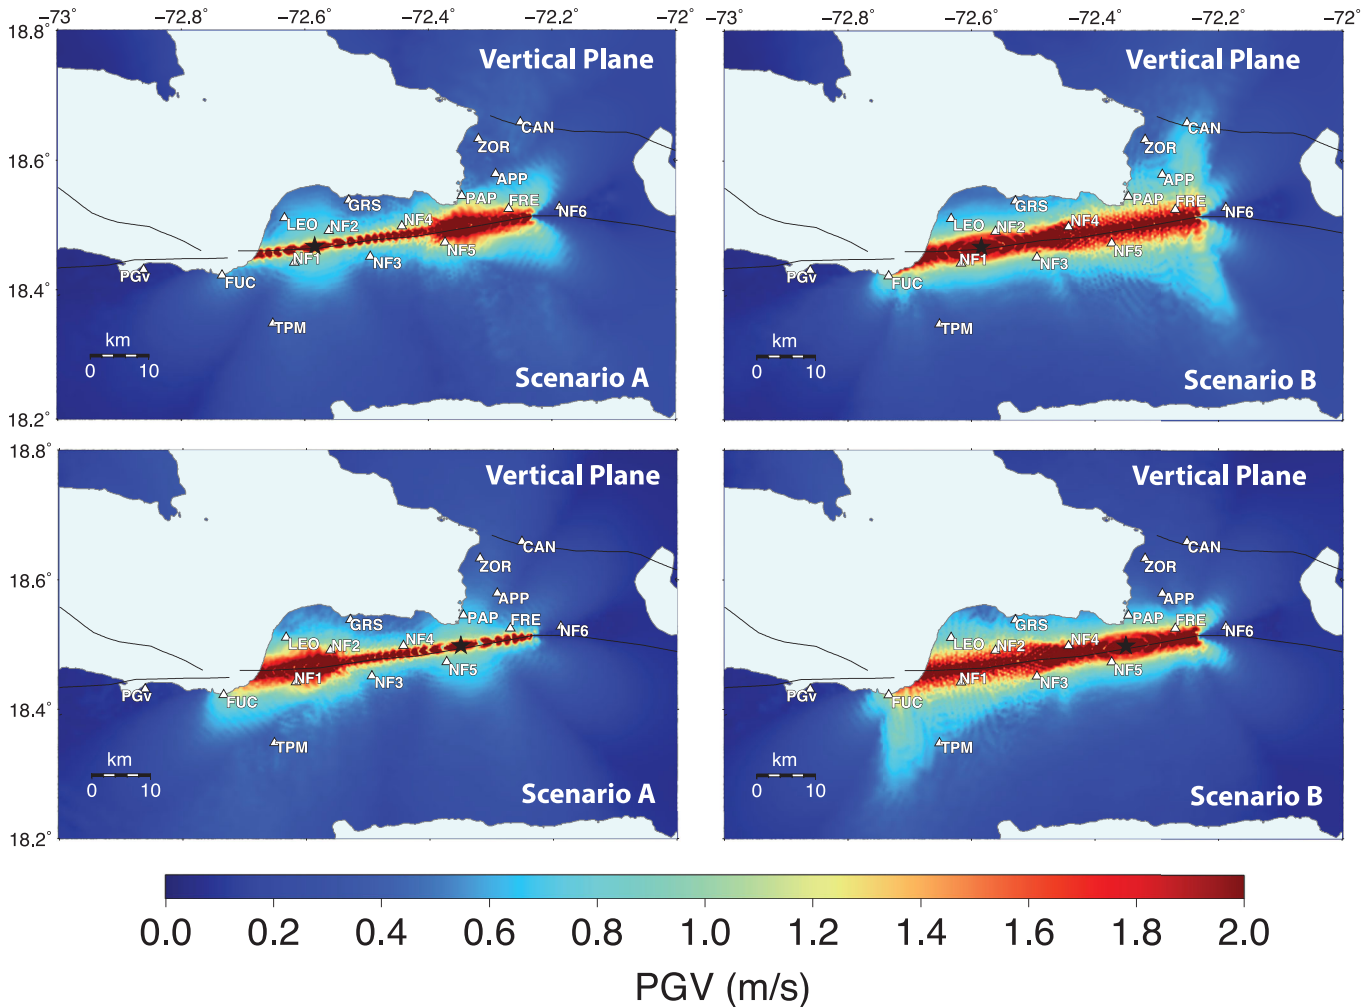 −73˚ −72.8˚ −72.6˚ −72.4˚ −72.2˚ −72˚
−73˚ −72.8˚ −72.6˚ −72.4˚ −72.2˚ −72˚
18.8˚
18.6˚
18.4˚
18.2˚
Vertical Plane
CAN
ZOR
APP
PAP
FRE
NF6
GRS
LEO
NF2
NF4
NF5
NF1
NF3
PGv
FUC
TPM
km
0 10
Scenario A
Vertical Plane
CAN
ZOR
APP
PAP
FRE
NF6
GRS
LEO
NF2
NF4
NF5
NF1
NF3
PGv
FUC
TPM
km
0 10
Scenario B
18.8˚
18.6˚
18.4˚
18.2˚
Vertical Plane
CAN
ZOR
APP
PAP
FRE
NF6
GRS
LEO
NF2
NF4
NF5
NF1
NF3
PGv
FUC
TPM
km
0 10
Scenario A
Vertical Plane
CAN
ZOR
APP
PAP
FRE
NF6
GRS
LEO
NF2
NF4
NF5
NF1
NF3
PGv
FUC
TPM
km
0 10
Scenario B
0.0 0.2 0.4 0.6 0.8 1.0 1.2 1.4 1.6 1.8 2.0
PGV (m/s)